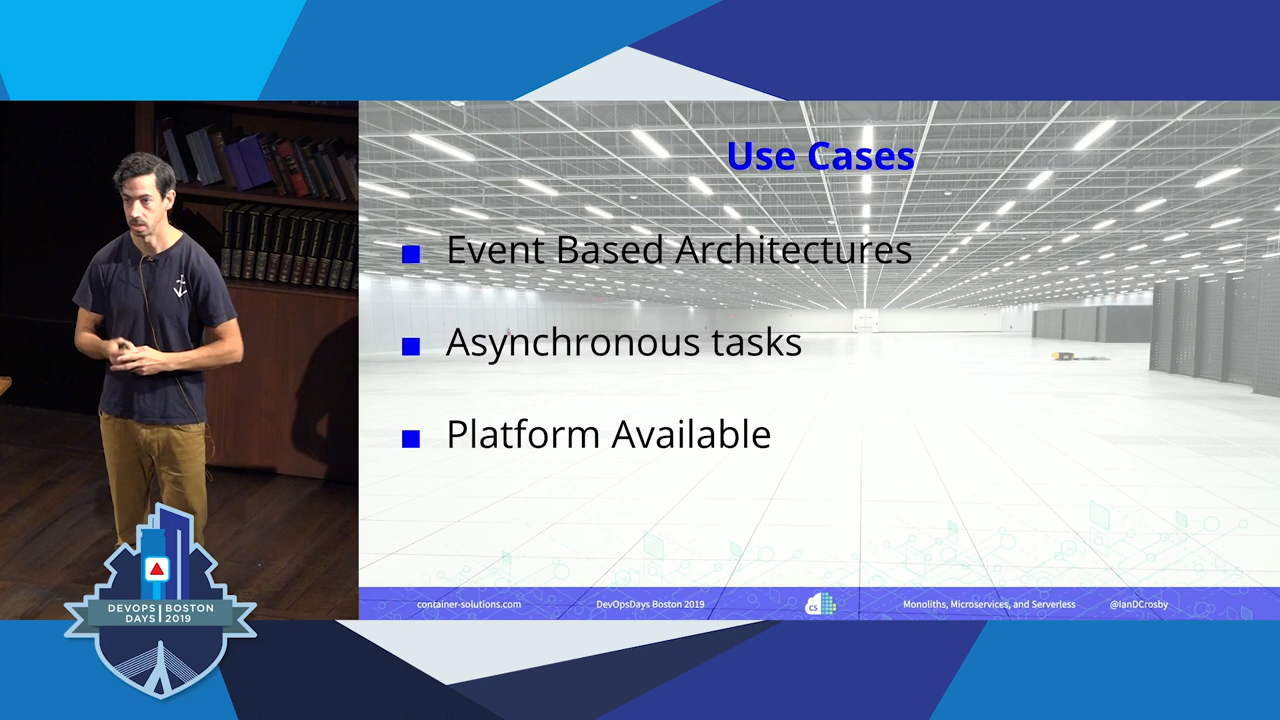 Use Cases
Event Based Architectures
Asynchronous tasks
Platform Available
container-solutions.com
DevOpsDays Boston 2019
CS
Monoliths, Microservices, and Serverless
@IanDCrosby
DEVOPS BOSTON
DAYS 2019